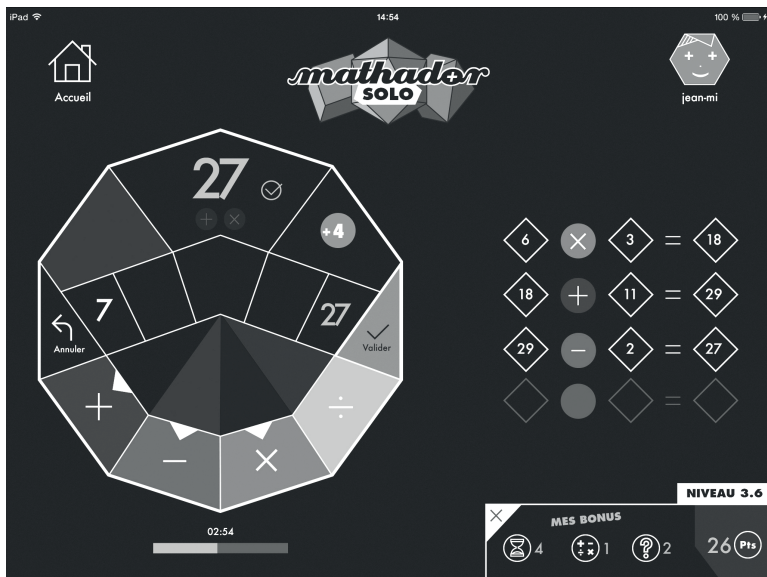 iPad 14:54 100 %
mathador
SOLO
Accueil
jean-mi
27
+ ×
+4
7
27
Annuler
Valider
+
−
×
÷
6 × 3 = 18
18 + 11 = 29
29 − 2 = 27
=
02:54
NIVEAU 3.6
× MES BONUS
4 + - ÷ × 1 ? 2 26 Pts